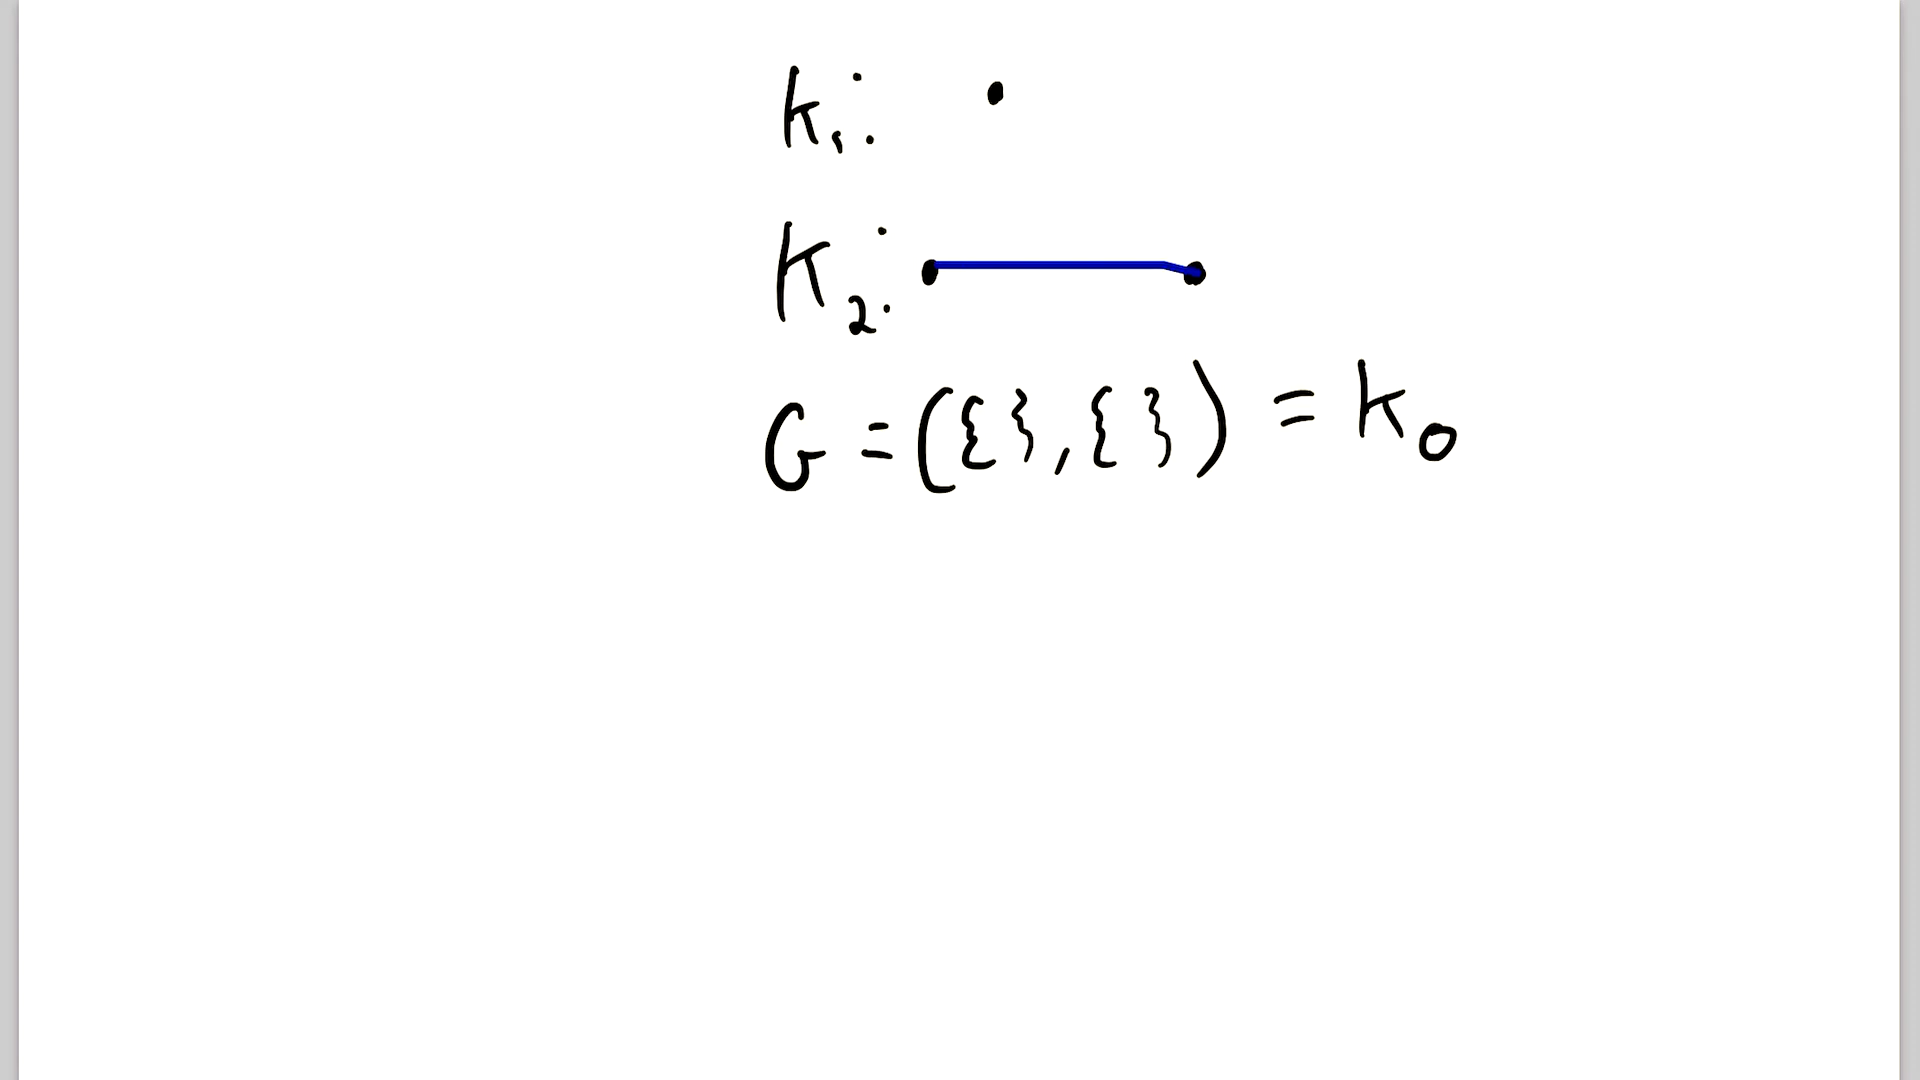 K₁:
K₂:
G = ({ }, { }) = K₀